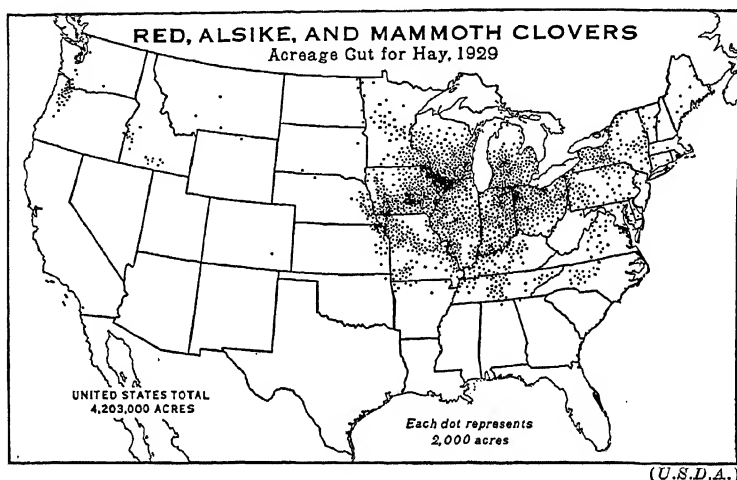 RED, ALSIKE, AND MAMMOTH CLOVERS
Acreage Cut for Hay, 1929
UNITED STATES TOTAL
4,203,000 ACRES
Each dot represents
2,000 acres
(U.S.D.A.)